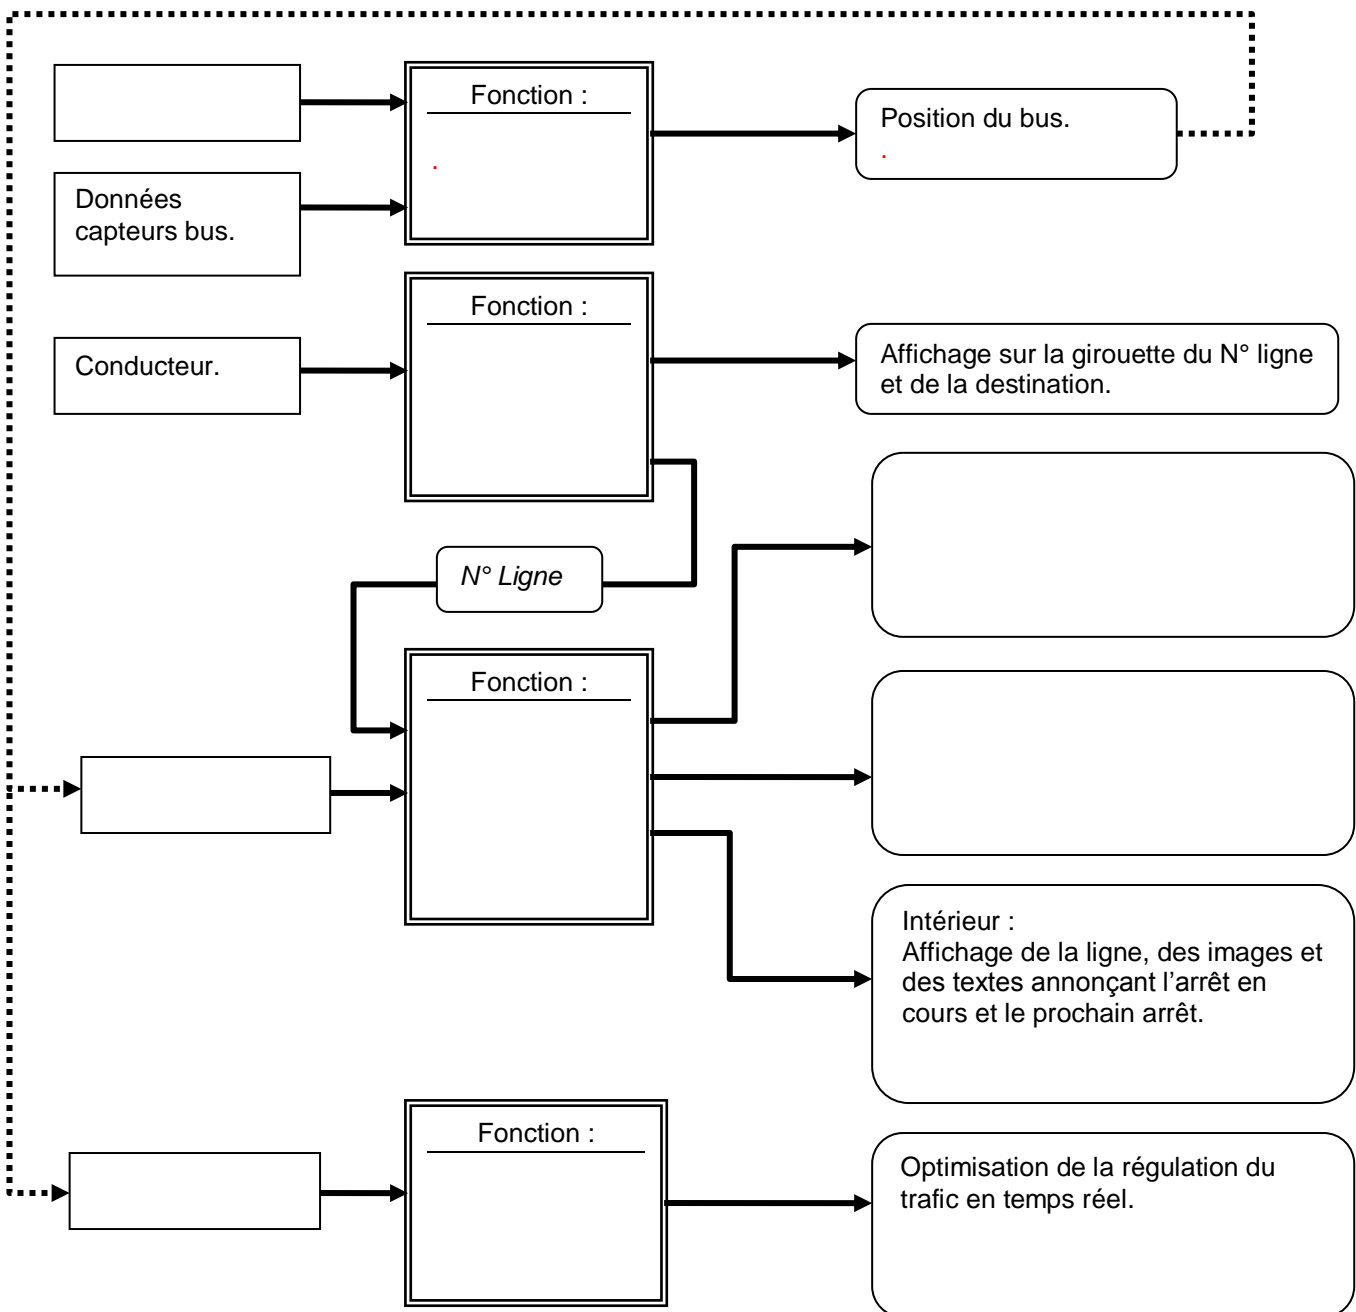 Fonction :
.
Position du bus.
.
Données
capteurs bus.
Fonction :
Conducteur.
Affichage sur la girouette du N° ligne
et de la destination.
N° Ligne
Fonction :
Intérieur :
Affichage de la ligne, des images et
des textes annonçant l’arrêt en
cours et le prochain arrêt.
Fonction :
Optimisation de la régulation du
trafic en temps réel.